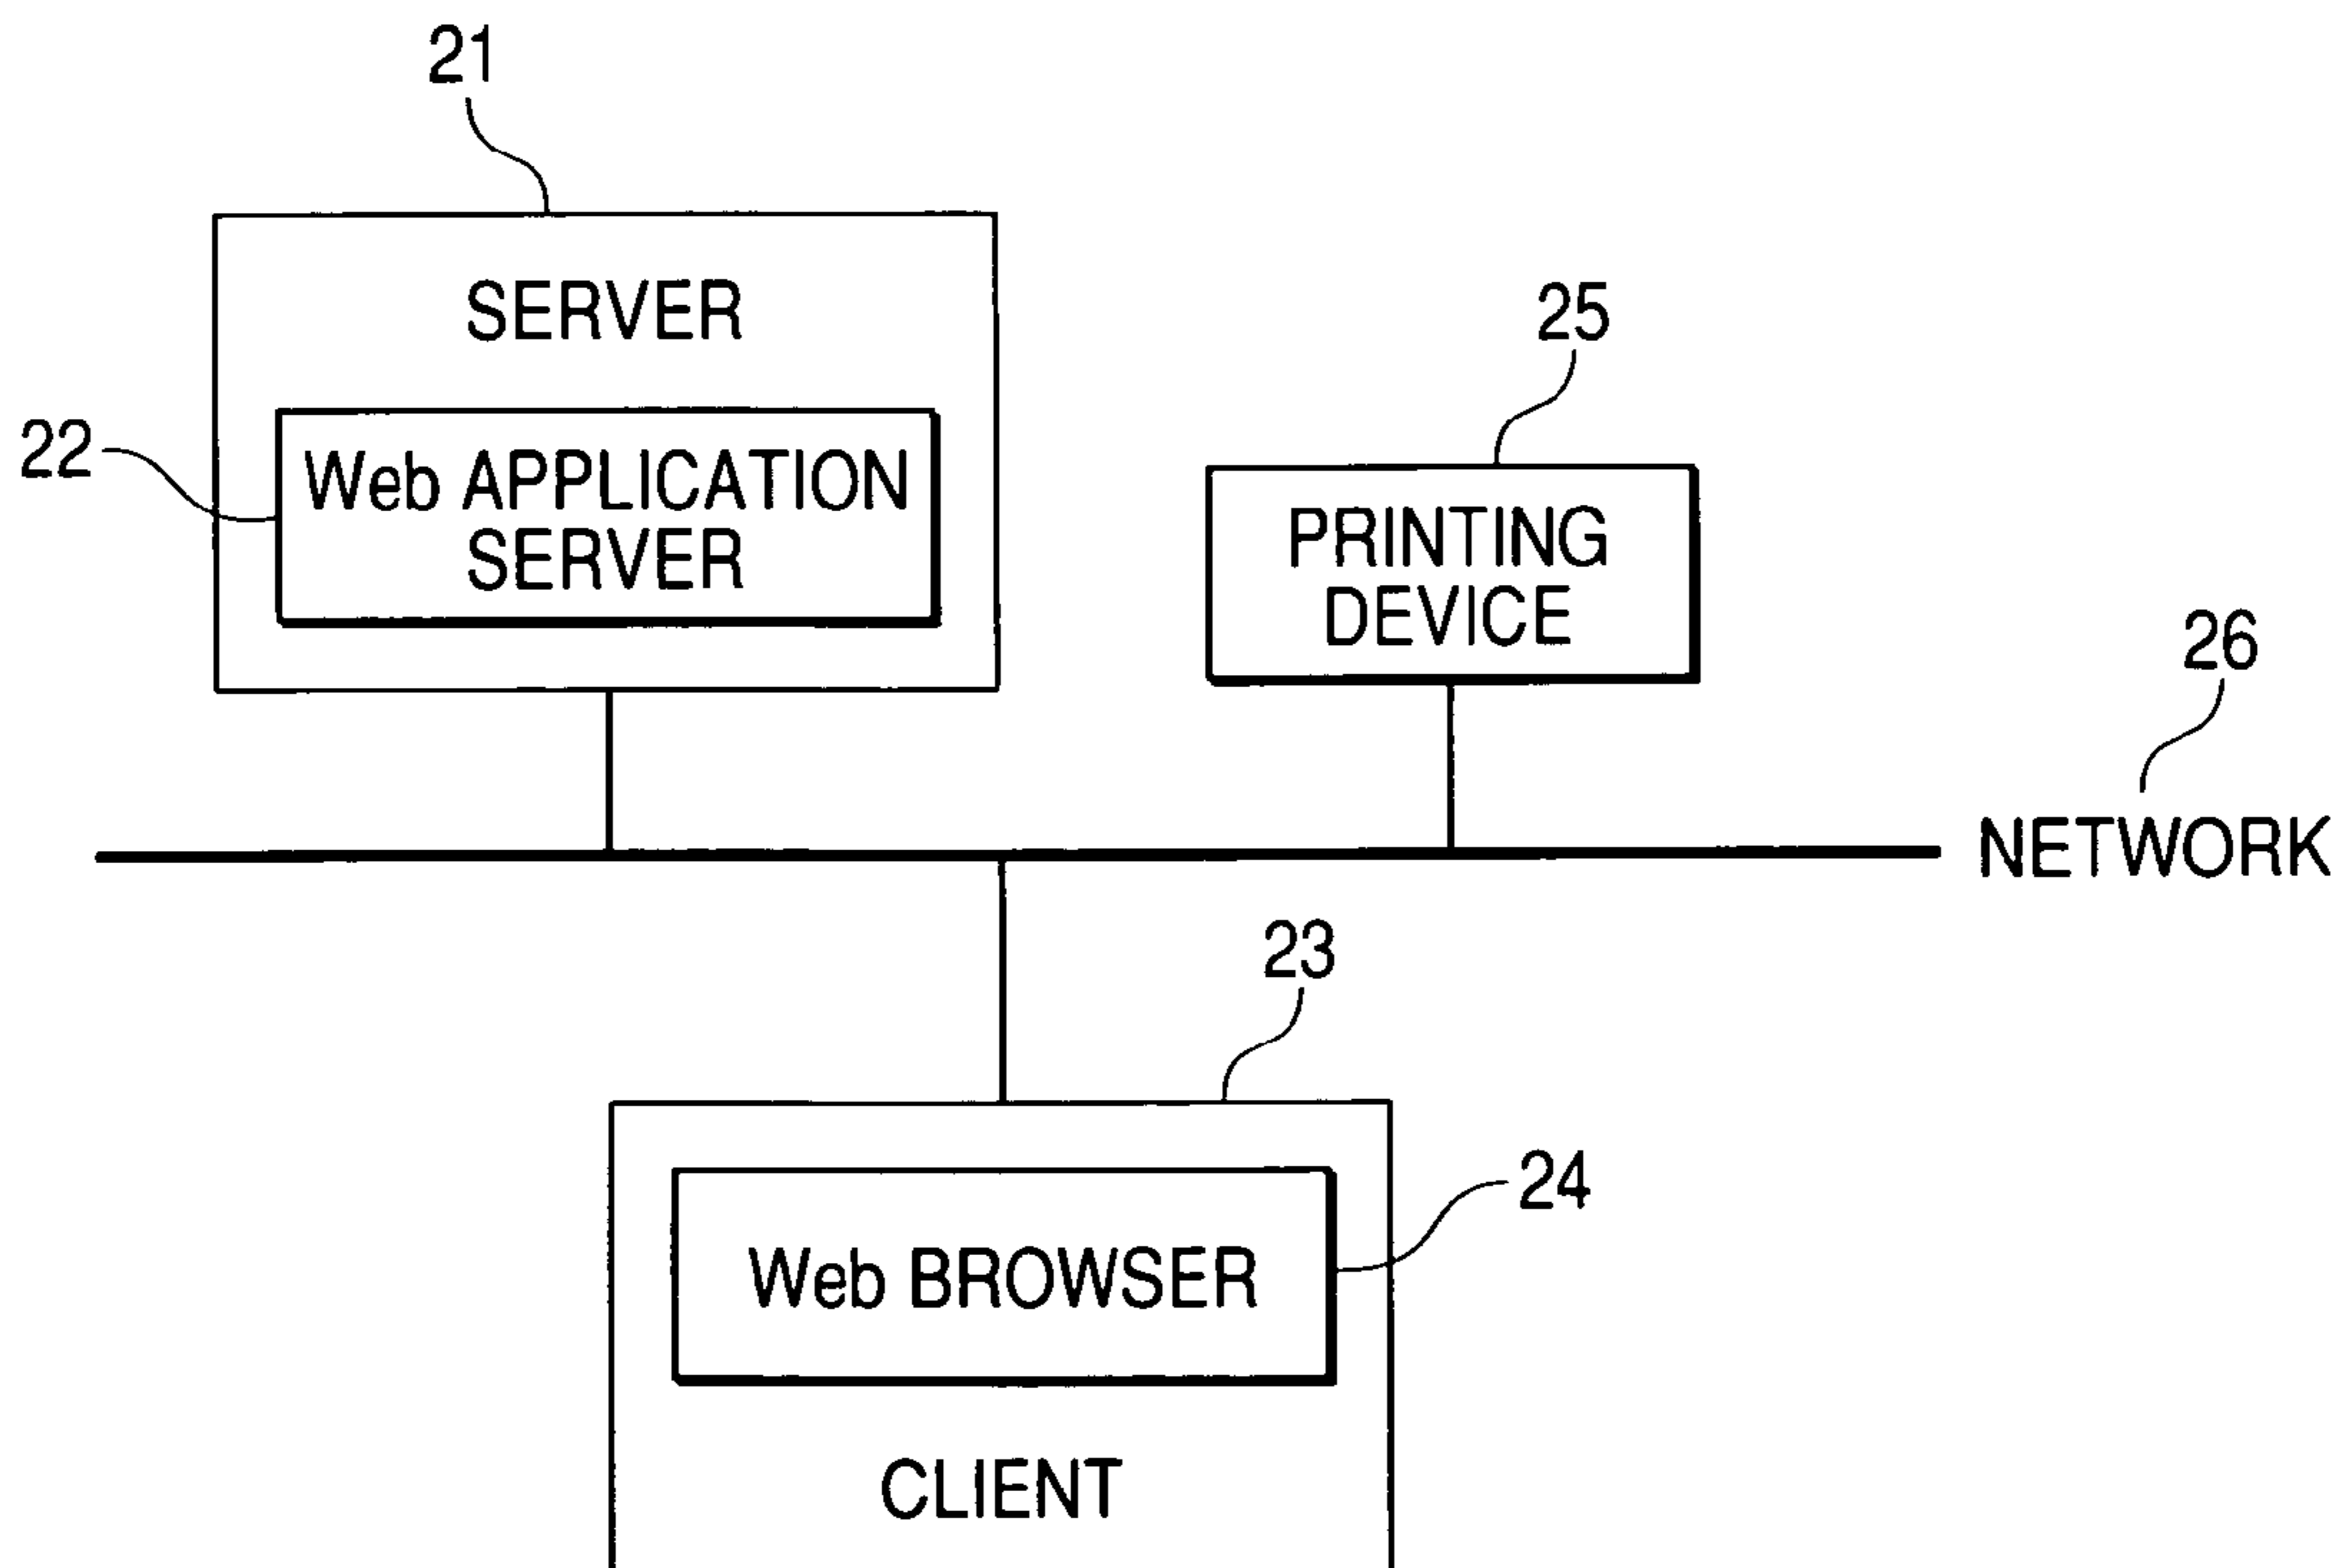 21
SERVER
25
22
Web APPLICATION
SERVER
PRINTING
DEVICE
26
NETWORK
23
24
Web BROWSER
CLIENT